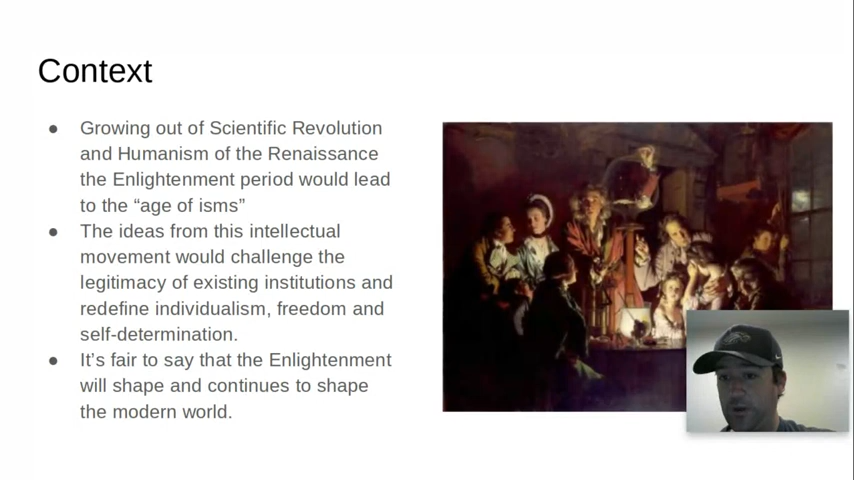 Context
● Growing out of Scientific Revolution
and Humanism of the Renaissance
the Enlightenment period would lead
to the “age of isms”
● The ideas from this intellectual
movement would challenge the
legitimacy of existing institutions and
redefine individualism, freedom and
self-determination.
● It’s fair to say that the Enlightenment
will shape and continues to shape
the modern world.